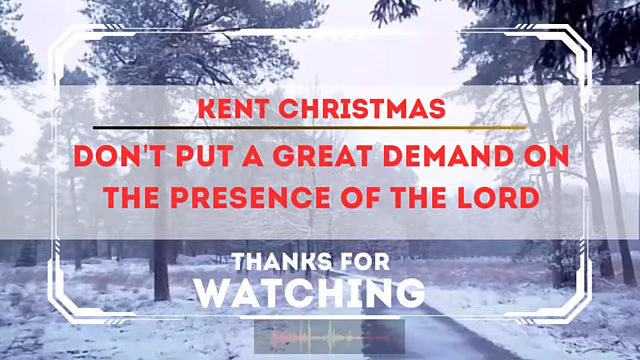 KENT CHRISTMAS
DON'T PUT A GREAT DEMAND ON
THE PRESENCE OF THE LORD
THANKS FOR
WATCHING